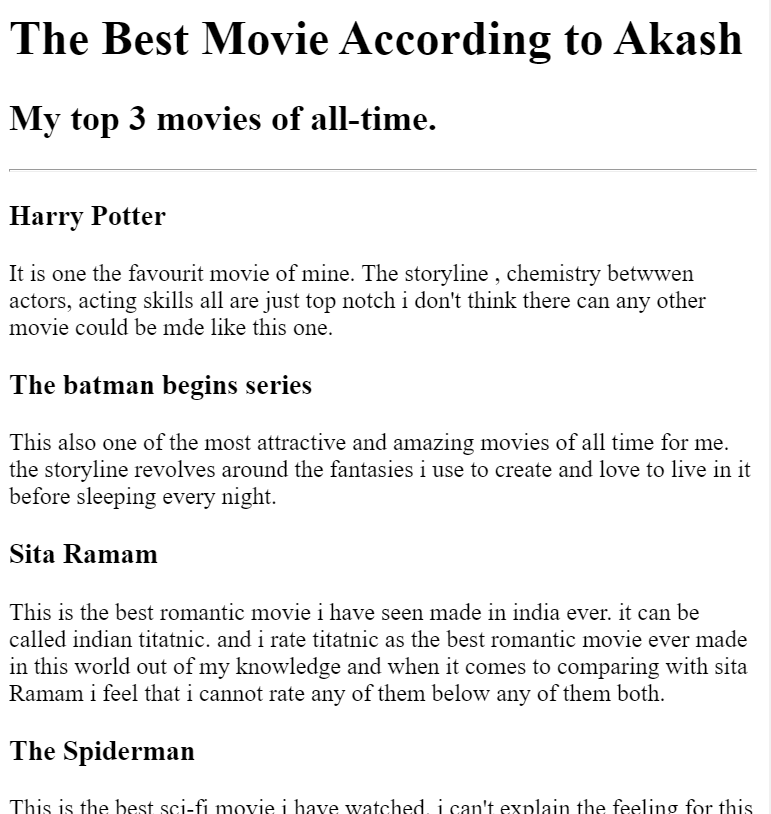 The Best Movie According to Akash
My top 3 movies of all-time.
Harry Potter
It is one the favourit movie of mine. The storyline , chemistry betwwen
actors, acting skills all are just top notch i don't think there can any other
movie could be mde like this one.
The batman begins series
This also one of the most attractive and amazing movies of all time for me.
the storyline revolves around the fantasies i use to create and love to live in it
before sleeping every night.
Sita Ramam
This is the best romantic movie i have seen made in india ever. it can be
called indian titatnic. and i rate titatnic as the best romantic movie ever made
in this world out of my knowledge and when it comes to comparing with sita
Ramam i feel that i cannot rate any of them below any of them both.
The Spiderman
This is the best sci-fi movie i have watched. i can't explain the feeling for this